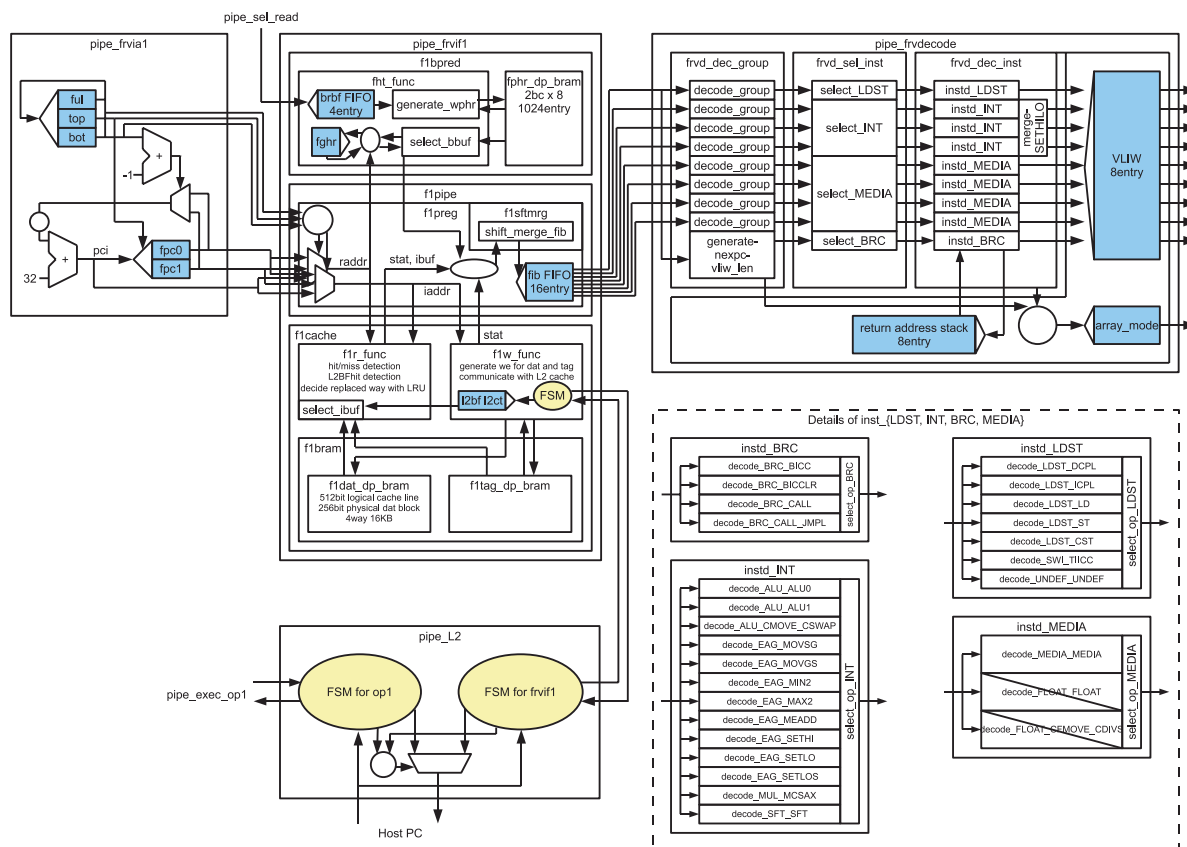 pipe_sel_read
pipe_frvia1
ful
top
bot
+
-1
+
32
pci
fpc0
fpc1
pipe_frvif1
f1bpred
fht_func
brbf FIFO
4entry
generate_wphr
fghr
select_bbuf
fphr_dp_bram
2bc x 8
1024entry
f1pipe
f1preg
f1sftmrg
shift_merge_fib
raddr
stat, ibuf
iaddr
fib FIFO
16entry
f1cache
stat
f1r_func
hit/miss detection
L2BFhit detection
decide replaced way with LRU
select_ibuf
f1w_func
generate we for dat and tag
communicate with L2 cache
l2bf l2ct
FSM
f1bram
f1dat_dp_bram
512bit logical cache line
256bit physical dat block
4way 16KB
f1tag_dp_bram
pipe_L2
FSM for op1
FSM for frvif1
pipe_exec_op1
Host PC
pipe_frvdecode
frvd_dec_group
decode_group
decode_group
decode_group
decode_group
decode_group
decode_group
decode_group
decode_group
generate-
nexpc-
vliw_len
frvd_sel_inst
select_LDST
select_INT
select_MEDIA
select_BRC
frvd_dec_inst
instd_LDST
instd_INT
instd_INT
instd_INT
instd_MEDIA
instd_MEDIA
instd_MEDIA
instd_MEDIA
instd_BRC
merge-
SETHILO
VLIW
8entry
return address stack
8entry
array_mode
Details of inst_{LDST, INT, BRC, MEDIA}
instd_BRC
decode_BRC_BICC
decode_BRC_BICCLR
decode_BRC_CALL
decode_BRC_CALL_JMPL
select_op_BRC
instd_LDST
decode_LDST_DCPL
decode_LDST_ICPL
decode_LDST_LD
decode_LDST_ST
decode_LDST_CST
decode_SWI_TIICC
decode_UNDEF_UNDEF
select_op_LDST
instd_INT
decode_ALU_ALU0
decode_ALU_ALU1
decode_ALU_CMOVE_CSWAP
decode_EAG_MOVSG
decode_EAG_MOVGS
decode_EAG_MIN2
decode_EAG_MAX2
decode_EAG_MEADD
decode_EAG_SETHI
decode_EAG_SETLO
decode_EAG_SETLOS
decode_MUL_MCSAX
decode_SFT_SFT
select_op_INT
instd_MEDIA
decode_MEDIA_MEDIA
decode_FLOAT_FLOAT
decode_FLOAT_CFMOVE_CDIVS
select_op_MEDIA